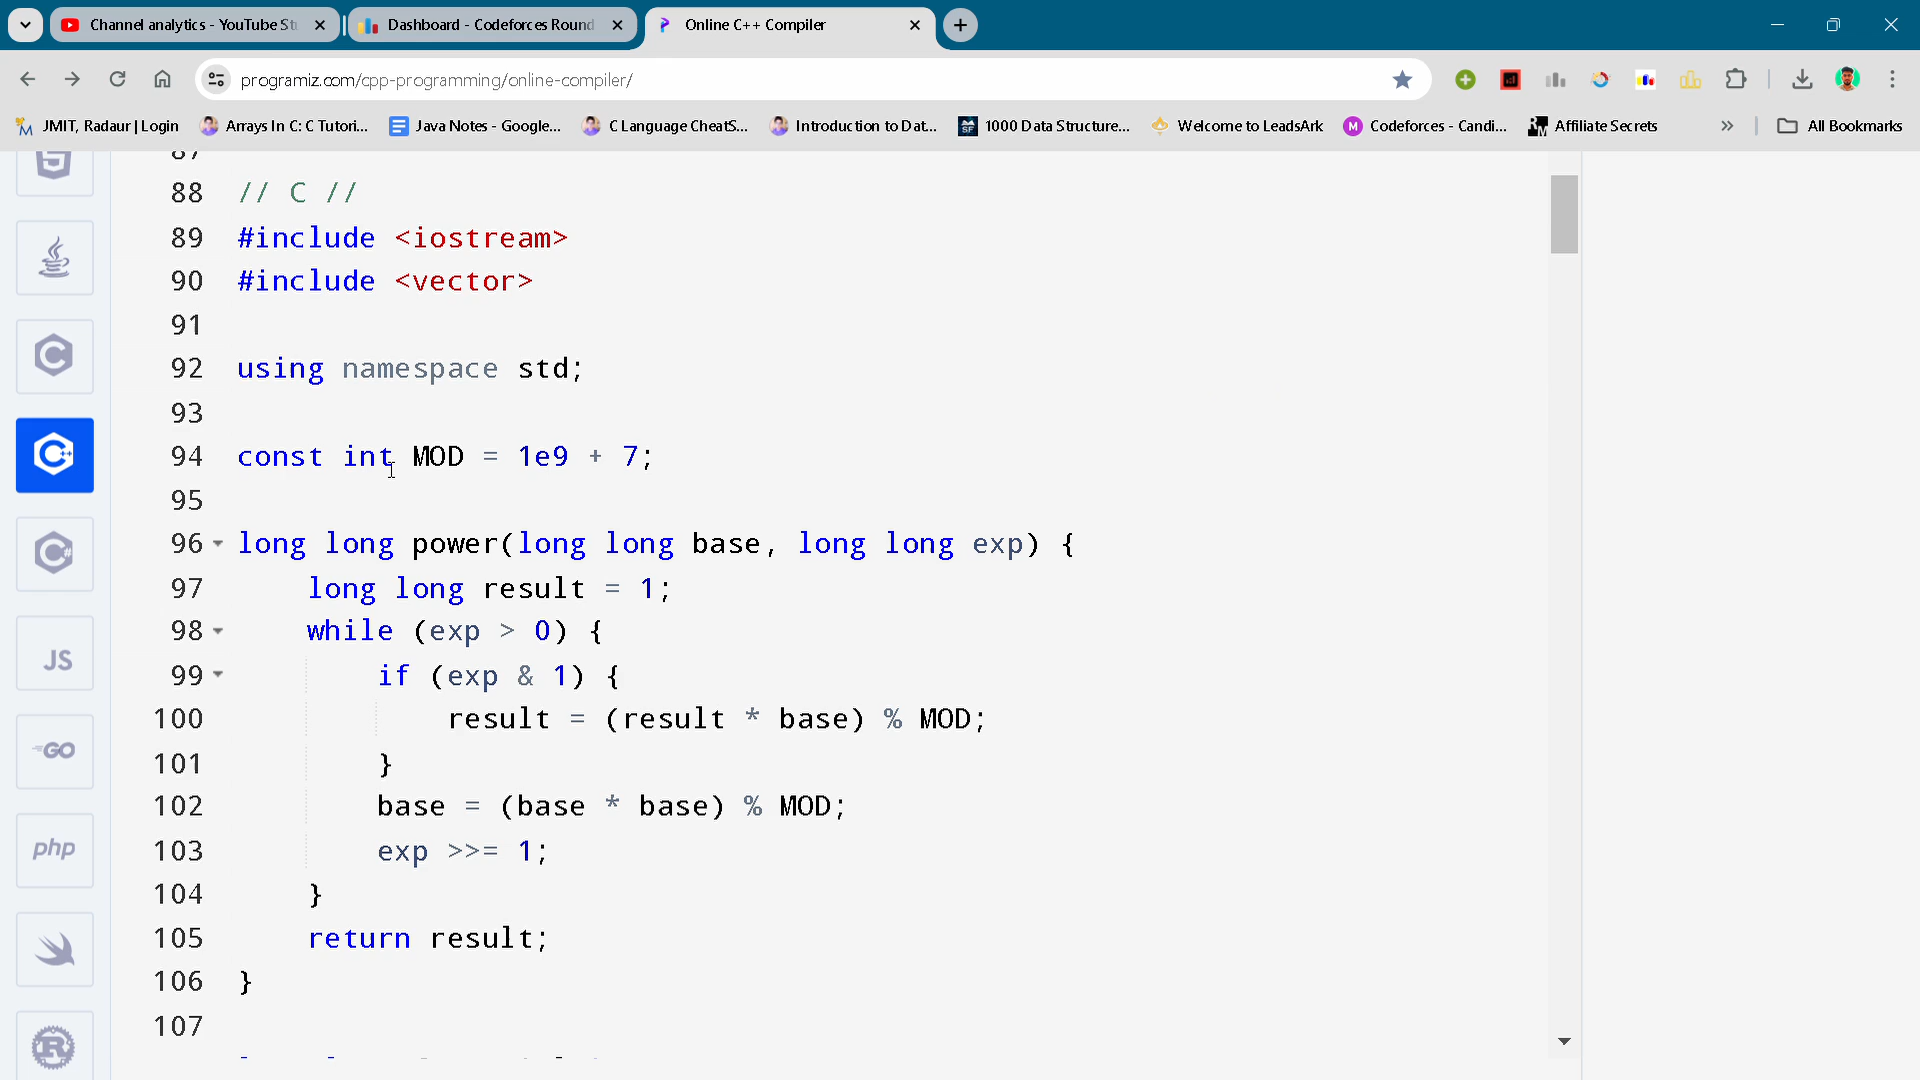 Channel analytics - YouTube St
Dashboard - Codeforces Round
Online C++ Compiler
programiz.com/cpp-programming/online-compiler/
JMIT, Radaur | Login
Arrays In C: C Tutori...
Java Notes - Google...
C Language CheatS...
Introduction to Dat...
1000 Data Structure...
Welcome to LeadsArk
Codeforces - Candi...
Affiliate Secrets
All Bookmarks
87
88 // C //
89 #include <iostream>
90 #include <vector>
91
92 using namespace std;
93
94 const int MOD = 1e9 + 7;
95
96 long long power(long long base, long long exp) {
97 long long result = 1;
98 while (exp > 0) {
99 if (exp & 1) {
100 result = (result * base) % MOD;
101 }
102 base = (base * base) % MOD;
103 exp >>= 1;
104 }
105 return result;
106 }
107
JS
GO
php